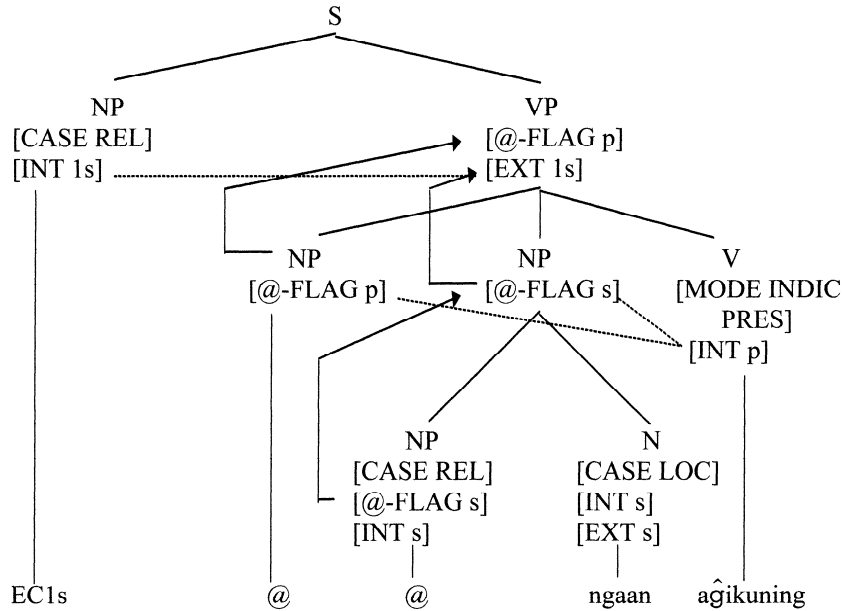 S
NP VP
[CASE REL] [@-FLAG p]
[INT 1s] [EXT 1s]
NP NP V
[@-FLAG p] [@-FLAG s] [MODE INDIC
PRES]
[INT p]
NP N
[CASE REL] [CASE LOC]
[@-FLAG s] [INT s]
[INT s] [EXT s]
EC1s @ @ ngaan aĝikuning